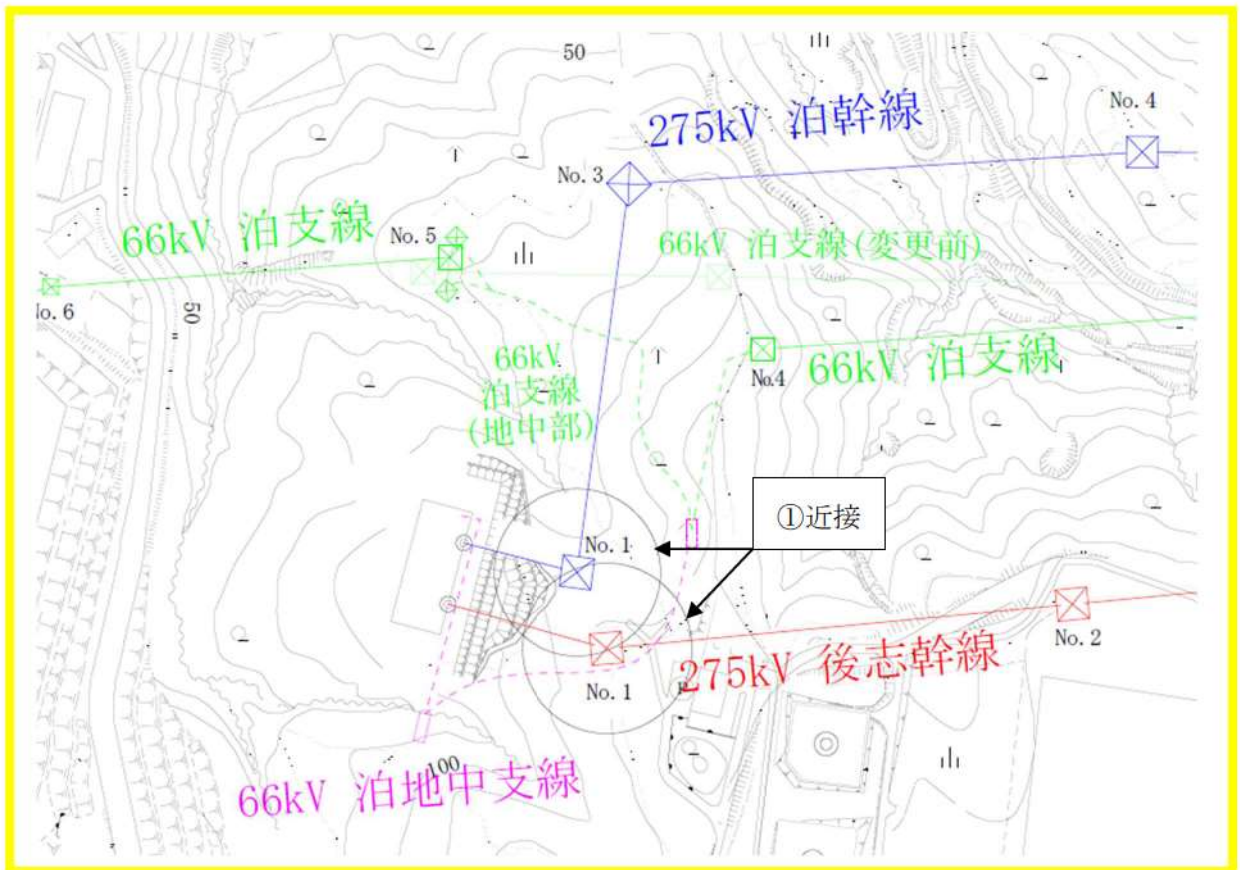 50
No. 4
275kV 泊幹線
No. 3
66kV 泊支線
No. 5
66kV 泊支線(変更前)
No. 6
50
66kV
泊支線
(地中部)
No.4
66kV 泊支線
①近接
No. 1
No. 2
275kV 後志幹線
No. 1
100
66kV 泊地中支線